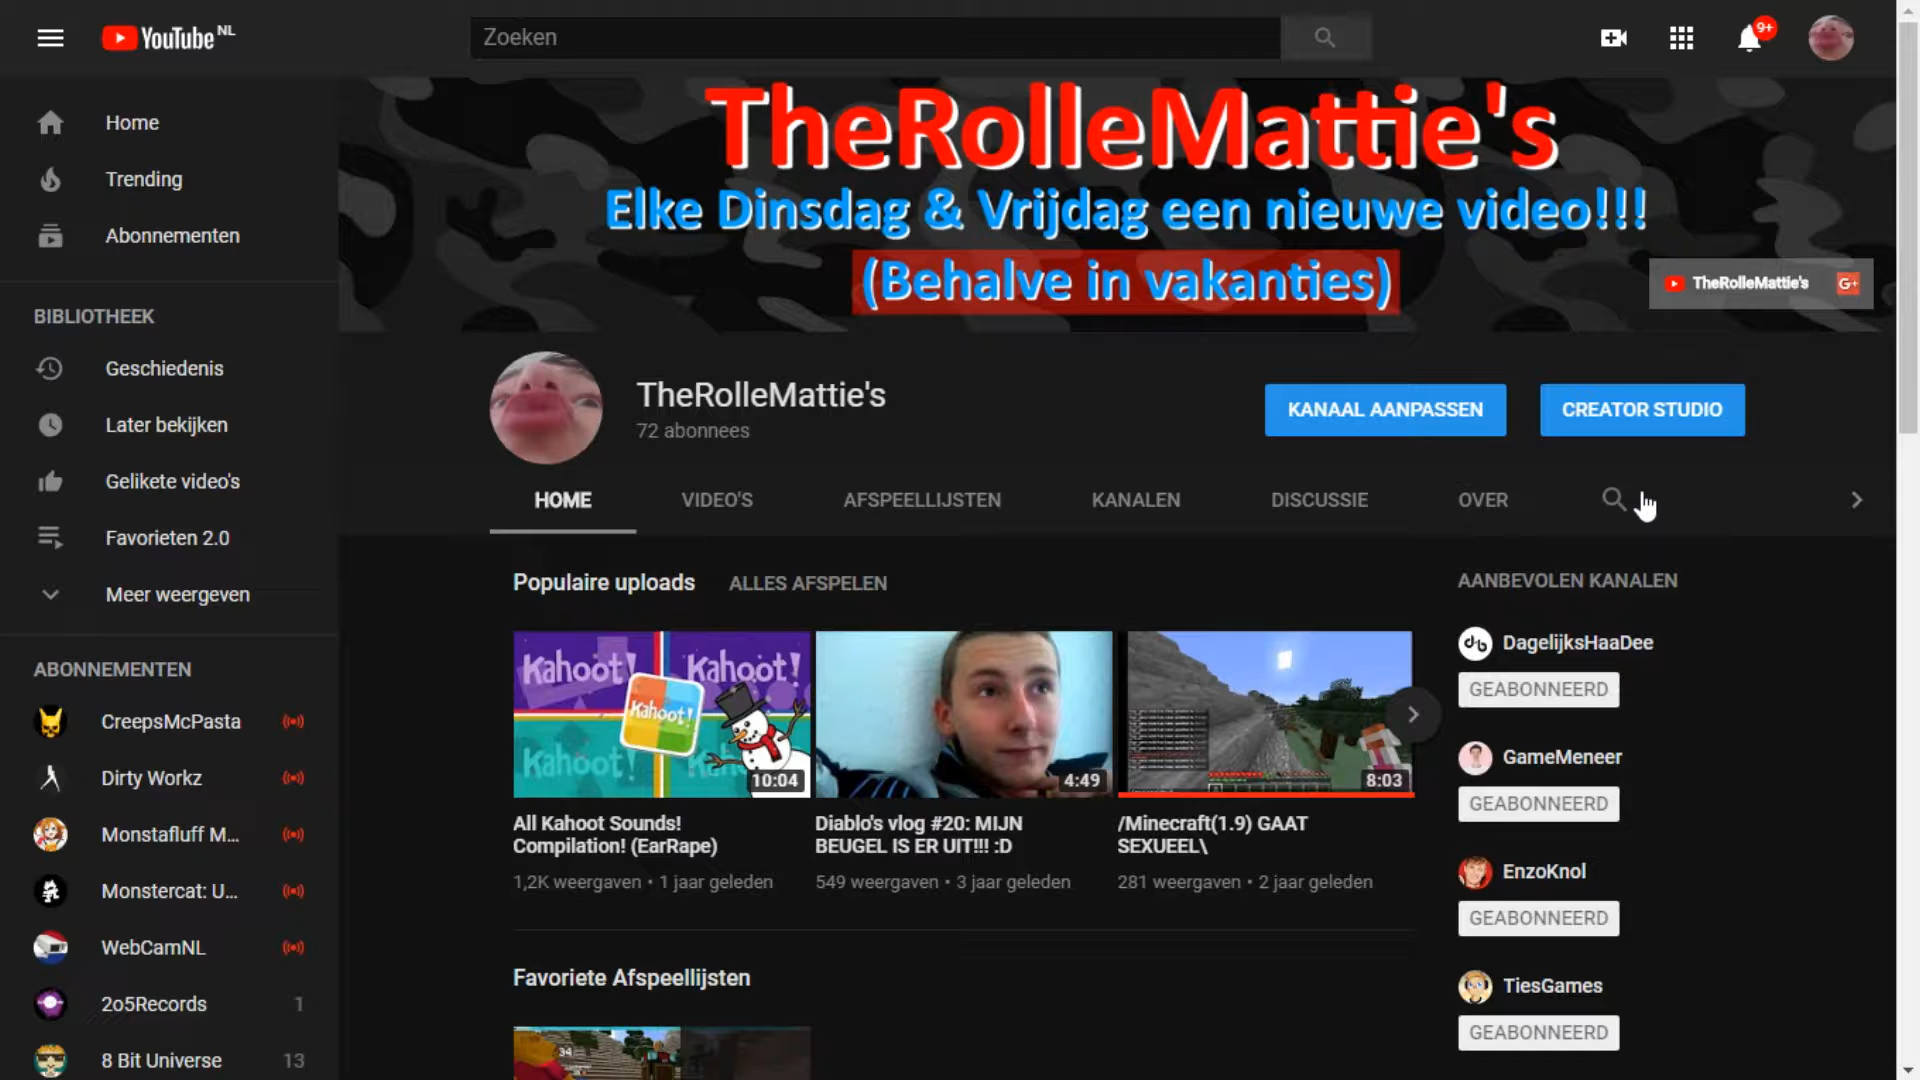 YouTube NL
Zoeken
9+
Home
Trending
Abonnementen
BIBLIOTHEEK
Geschiedenis
Later bekijken
Gelikete video's
Favorieten 2.0
Meer weergeven
ABONNEMENTEN
CreepsMcPasta
Dirty Workz
Monstafluff M...
Monstercat: U...
WebCamNL
2o5Records 1
8 Bit Universe 13
TheRolleMattie's
Elke Dinsdag & Vrijdag een nieuwe video!!!
(Behalve in vakanties)
TheRolleMattie's G+
TheRolleMattie's
72 abonnees
KANAAL AANPASSEN
CREATOR STUDIO
HOME VIDEO'S AFSPEELLIJSTEN KANALEN DISCUSSIE OVER
Populaire uploads ALLES AFSPELEN
Kahoot! Kahoot!
Kahoot!
Kahoot!
10:04
4:49
8:03
All Kahoot Sounds!
Compilation! (EarRape)
1,2K weergaven • 1 jaar geleden
Diablo's vlog #20: MIJN
BEUGEL IS ER UIT!!! :D
549 weergaven • 3 jaar geleden
/Minecraft(1.9) GAAT
SEXUEEL\
281 weergaven • 2 jaar geleden
Favoriete Afspeellijsten
34
AANBEVOLEN KANALEN
DagelijksHaaDee
GEABONNEERD
GameMeneer
GEABONNEERD
EnzoKnol
GEABONNEERD
TiesGames
GEABONNEERD